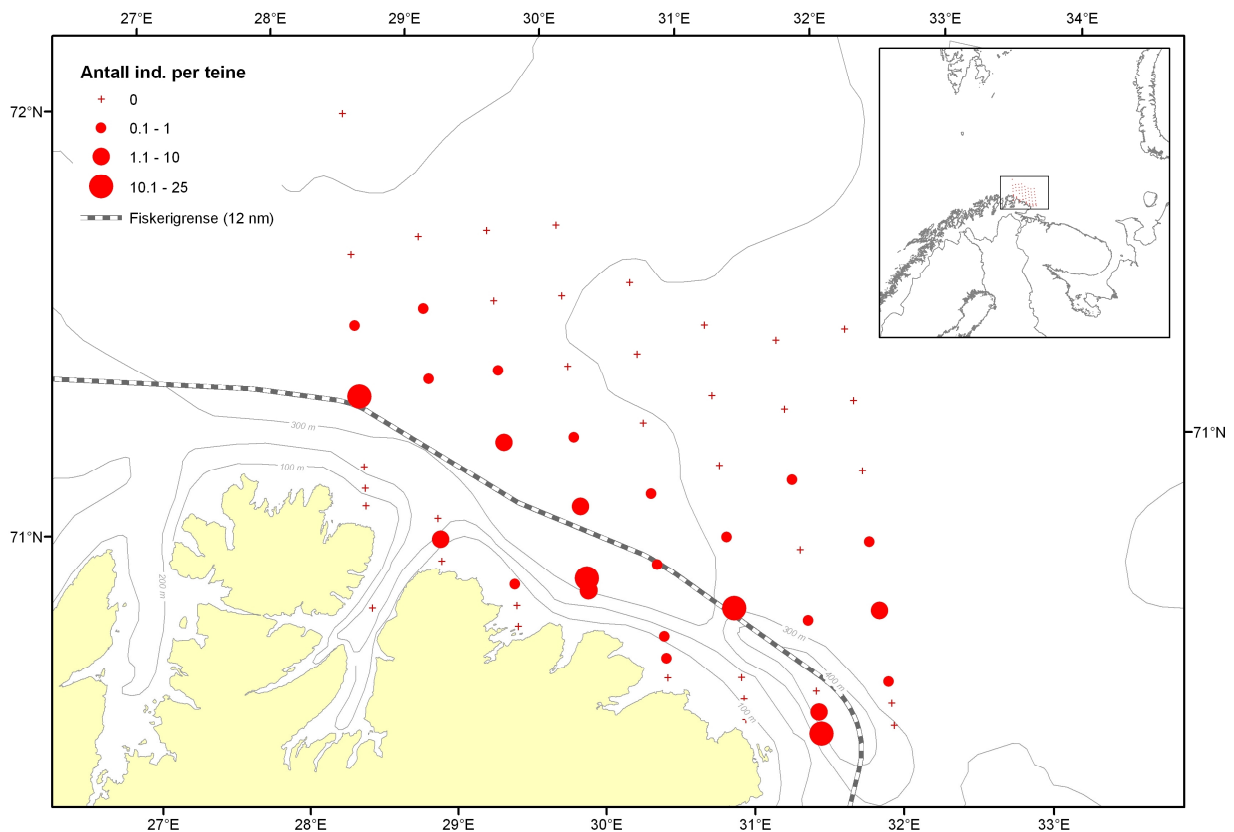 27°E 28°E 29°E 30°E 31°E 32°E 33°E 34°E
Antall ind. per teine
0
72°N
0.1 - 1
1.1 - 10
10.1 - 25
Fiskerigrense (12 nm)
300 m
71°N
100 m
71°N
200 m
300 m
400 m
100 m
27°E 28°E 29°E 30°E 31°E 32°E 33°E